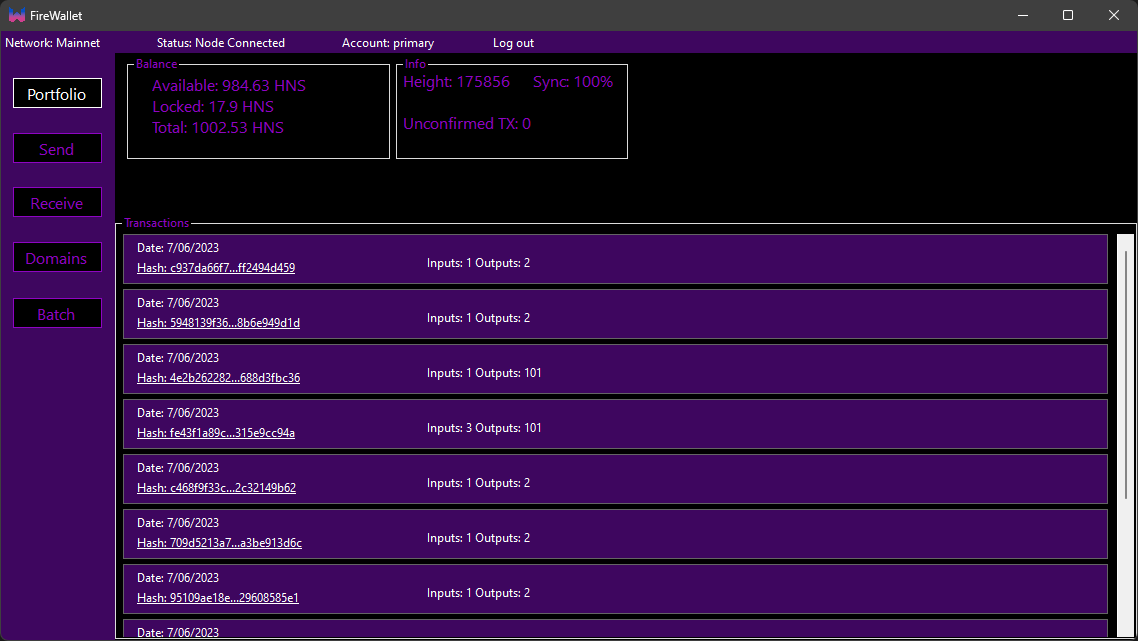 FireWallet
Network: Mainnet Status: Node Connected Account: primary Log out
Portfolio
Send
Receive
Domains
Batch
Balance
Available: 984.63 HNS
Locked: 17.9 HNS
Total: 1002.53 HNS
Info
Height: 175856 Sync: 100%
Unconfirmed TX: 0
Transactions
Date: 7/06/2023
Hash: c937da66f7...ff2494d459
Inputs: 1 Outputs: 2
Date: 7/06/2023
Hash: 5948139f36...8b6e949d1d
Inputs: 1 Outputs: 2
Date: 7/06/2023
Hash: 4e2b262282...688d3fbc36
Inputs: 1 Outputs: 101
Date: 7/06/2023
Hash: fe43f1a89c...315e9cc94a
Inputs: 3 Outputs: 101
Date: 7/06/2023
Hash: c468f9f33c...2c32149b62
Inputs: 1 Outputs: 2
Date: 7/06/2023
Hash: 709d5213a7...a3be913d6c
Inputs: 1 Outputs: 2
Date: 7/06/2023
Hash: 95109ae18e...29608585e1
Inputs: 1 Outputs: 2
Date: 7/06/2023